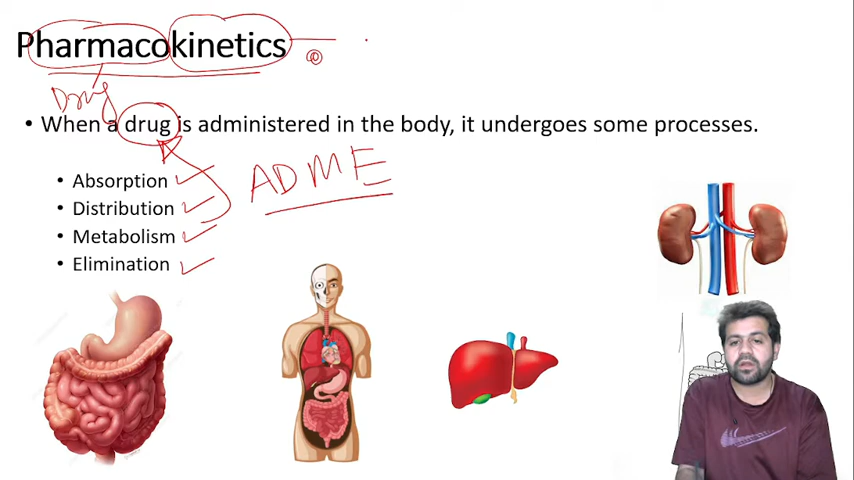 Pharmacokinetics
Drug
• When a drug is administered in the body, it undergoes some processes.
• Absorption
• Distribution
• Metabolism
• Elimination
ADME